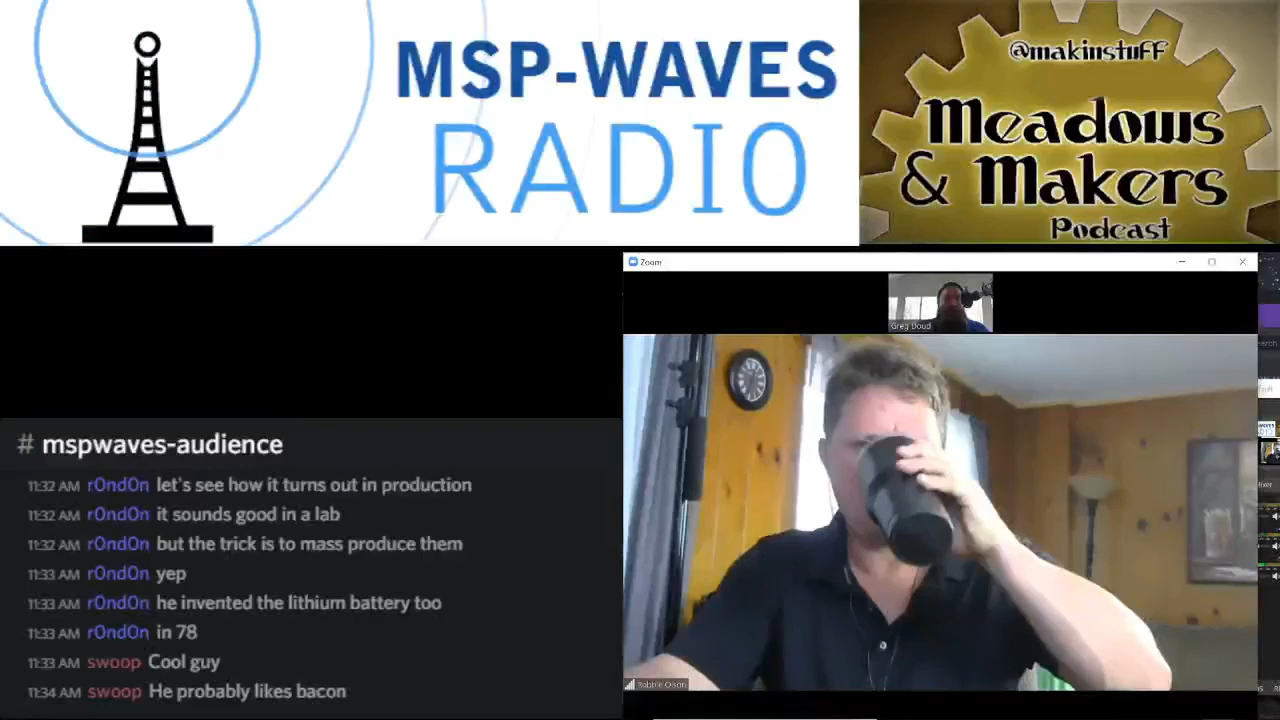 MSP-WAVES
RADIO
@makinstuff
Meadows
& Makers
Podcast
Zoom
Greg Doud
# mspwaves-audience
11:32 AM r0nd0n let's see how it turns out in production
11:32 AM r0nd0n it sounds good in a lab
11:32 AM r0nd0n but the trick is to mass produce them
11:33 AM r0nd0n yep
11:33 AM r0nd0n he invented the lithium battery too
11:33 AM r0nd0n in 78
11:33 AM swoop Cool guy
11:34 AM swoop He probably likes bacon
Robbie Olson